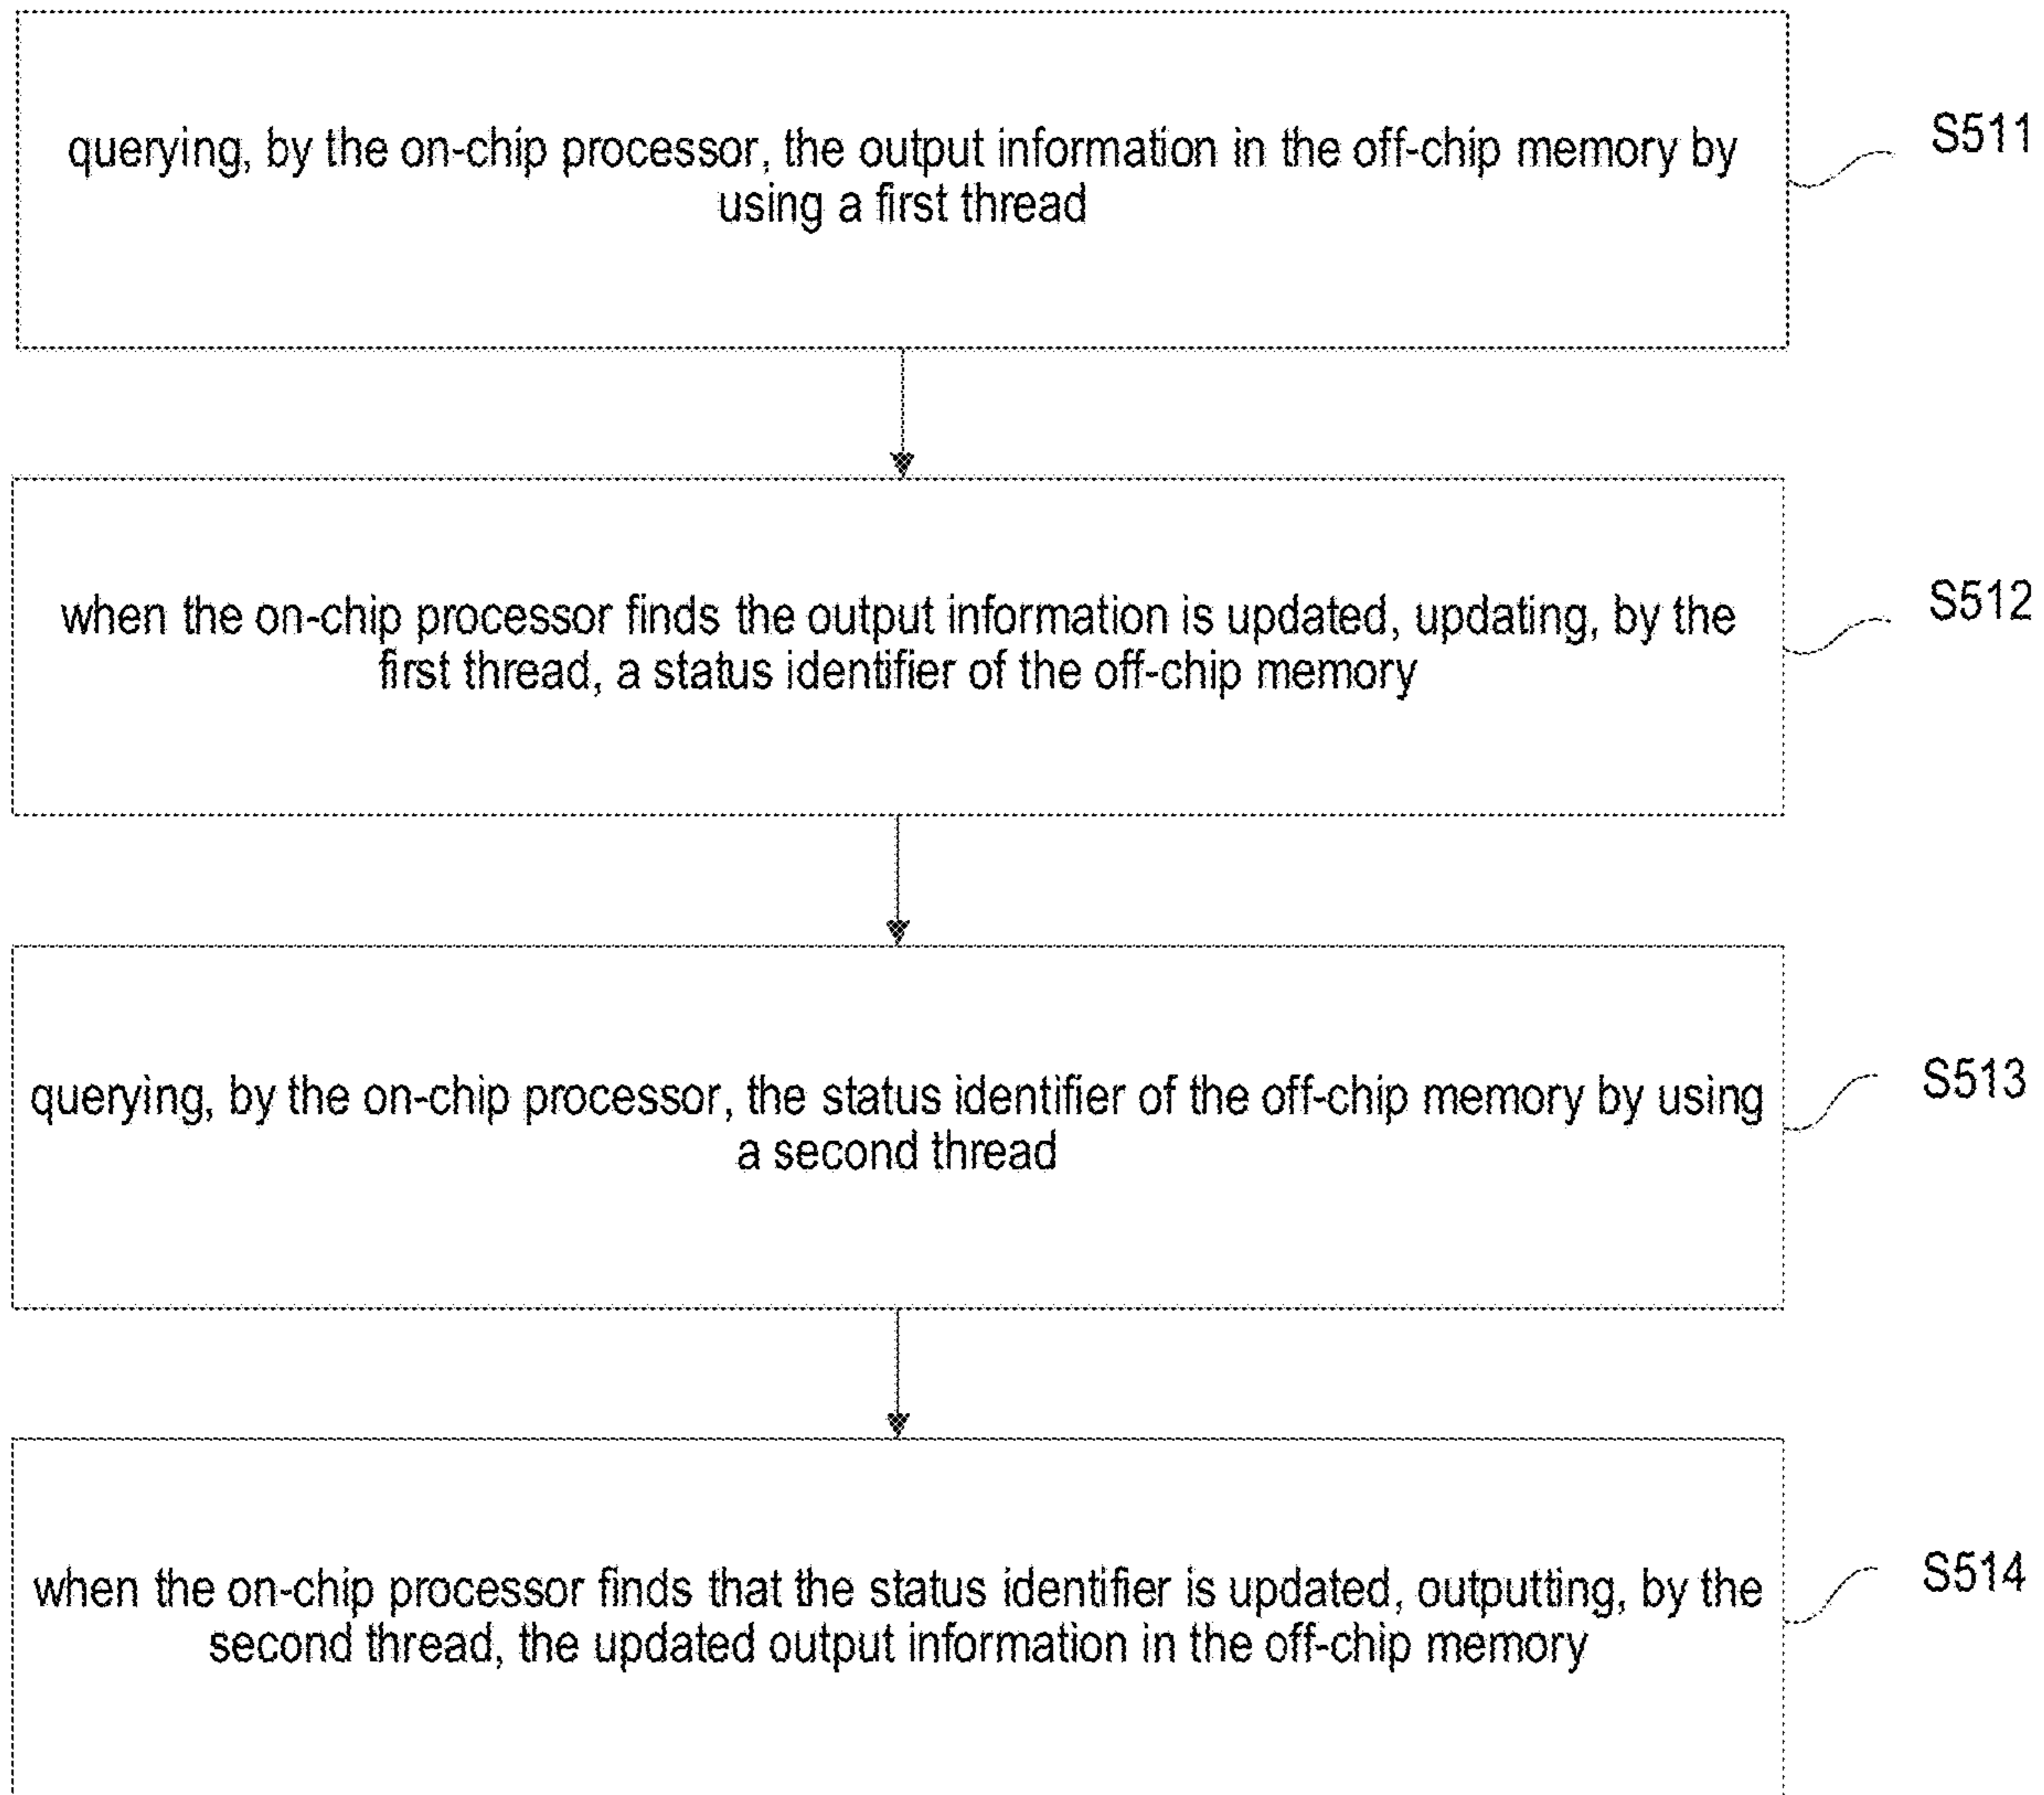 querying, by the on-chip processor, the output information in the off-chip memory by
using a first thread
S511
when the on-chip processor finds the output information is updated, updating, by the
first thread, a status identifier of the off-chip memory
S512
querying, by the on-chip processor, the status identifier of the off-chip memory by using
a second thread
S513
when the on-chip processor finds that the status identifier is updated, outputting, by the
second thread, the updated output information in the off-chip memory
S514